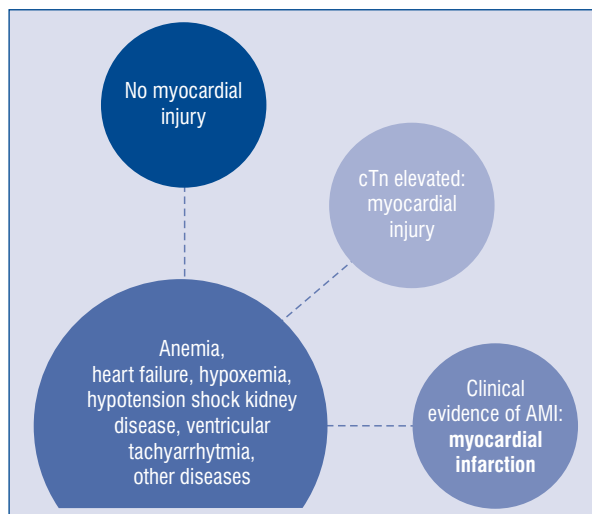 No myocardial
injury
cTn elevated:
myocardial
injury
Anemia,
heart failure, hypoxemia,
hypotension shock kidney
disease, ventricular
tachyarrhytmia,
other diseases
Clinical
evidence of AMI:
myocardial
infarction